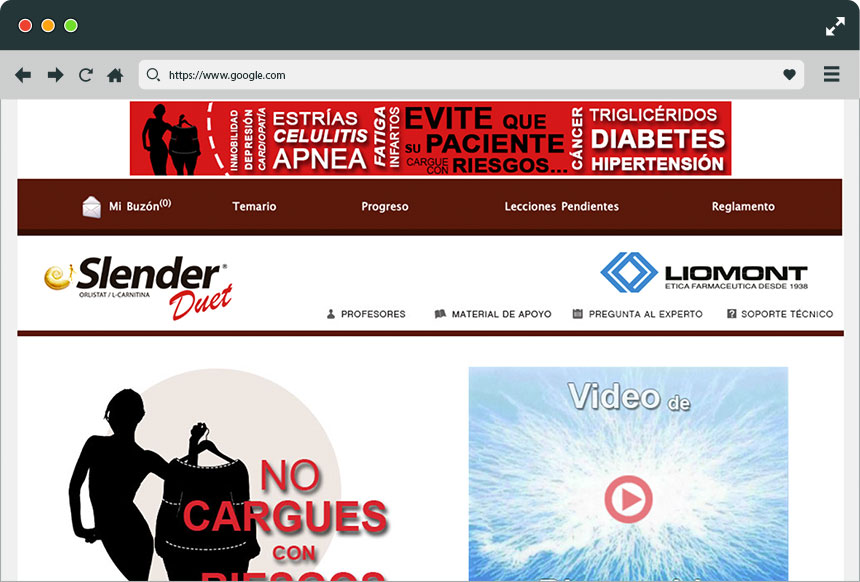 https://www.google.com
INMOBILIDAD
DEPRESIÓN
CARDIOPATÍA
ESTRÍAS
CELULITIS
APNEA
FATIGA
INFARTOS
EVITE QUE
SU PACIENTE
CARGUE CON RIESGOS...
CÁNCER
TRIGLICÉRIDOS
DIABETES
HIPERTENSIÓN
Mi Buzón(0) Temario Progreso Lecciones Pendientes Reglamento
Slender®
ORLISTAT / L-CARNITINA
Duet
LIOMONT
ETICA FARMACEUTICA DESDE 1938
PROFESORES MATERIAL DE APOYO PREGUNTA AL EXPERTO SOPORTE TÉCNICO
Video de
NO
CARGUES
CON
RIESGOS